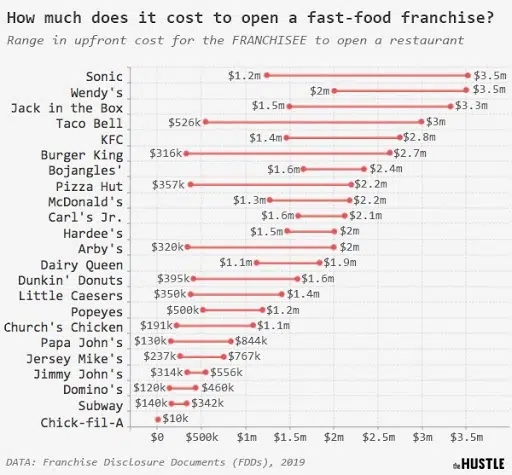 How much does it cost to open a fast-food franchise?
Range in upfront cost for the FRANCHISEE to open a restaurant
Sonic $1.2m $3.5m
Wendy's $2m $3.5m
Jack in the Box $1.5m $3.3m
Taco Bell $526k $3m
KFC $1.4m $2.8m
Burger King $316k $2.7m
Bojangles' $1.6m $2.4m
Pizza Hut $357k $2.2m
McDonald's $1.3m $2.2m
Carl's Jr. $1.6m $2.1m
Hardee's $1.5m $2m
Arby's $320k $2m
Dairy Queen $1.1m $1.9m
Dunkin' Donuts $395k $1.6m
Little Caesers $350k $1.4m
Popeyes $500k $1.2m
Church's Chicken $191k $1.1m
Papa John's $130k $844k
Jersey Mike's $237k $767k
Jimmy John's $314k $556k
Domino's $120k $460k
Subway $140k $342k
Chick-fil-A $10k
$0 $500k $1m $1.5m $2m $2.5m $3m $3.5m
DATA: Franchise Disclosure Documents (FDDs), 2019
the HUSTLE